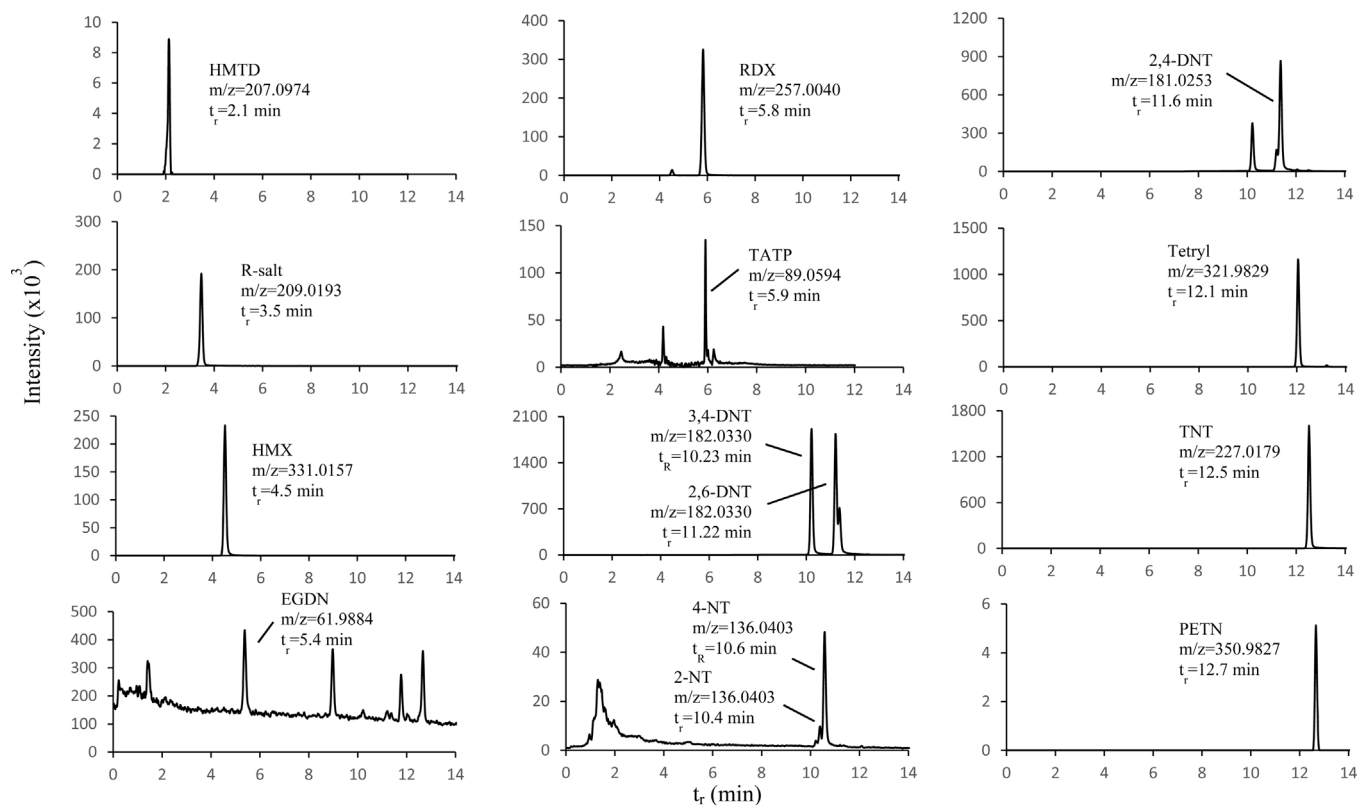 Intensity (x10³)
10
8
6
4
2
0
HMTD
m/z=207.0974
tᵣ=2.1 min
0 2 4 6 8 10 12 14
400
300
200
100
0
RDX
m/z=257.0040
tᵣ=5.8 min
0 2 4 6 8 10 12 14
1200
900
600
300
0
2,4-DNT
m/z=181.0253
tᵣ=11.6 min
0 2 4 6 8 10 12 14
300
200
100
0
R-salt
m/z=209.0193
tᵣ=3.5 min
0 2 4 6 8 10 12 14
150
100
50
0
TATP
m/z=89.0594
tᵣ=5.9 min
0 2 4 6 8 10 12 14
1500
1000
500
0
Tetryl
m/z=321.9829
tᵣ=12.1 min
0 2 4 6 8 10 12 14
250
200
150
100
50
0
HMX
m/z=331.0157
tᵣ=4.5 min
0 2 4 6 8 10 12 14
2100
1400
700
0
3,4-DNT
m/z=182.0330
t_R=10.23 min
2,6-DNT
m/z=182.0330
tᵣ=11.22 min
0 2 4 6 8 10 12 14
1800
1200
600
0
TNT
m/z=227.0179
tᵣ=12.5 min
0 2 4 6 8 10 12 14
500
400
300
200
100
0
EGDN
m/z=61.9884
tᵣ=5.4 min
0 2 4 6 8 10 12 14
60
40
20
0
4-NT
m/z=136.0403
t_R=10.6 min
2-NT
m/z=136.0403
tᵣ=10.4 min
0 2 4 6 8 10 12 14
6
4
2
0
PETN
m/z=350.9827
tᵣ=12.7 min
0 2 4 6 8 10 12 14
tᵣ (min)